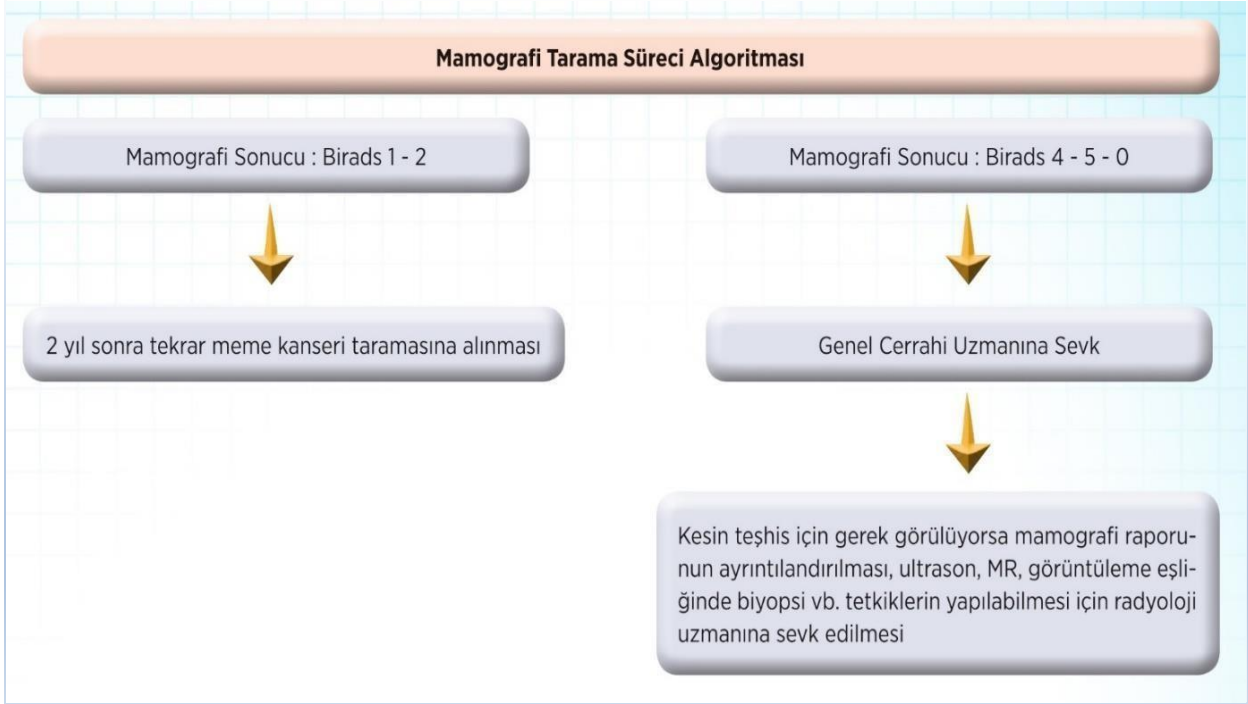 Mamografi Tarama Süreci Algoritması
Mamografi Sonucu : Birads 1 - 2
2 yıl sonra tekrar meme kanseri taramasına alınması
Mamografi Sonucu : Birads 4 - 5 - 0
Genel Cerrahi Uzmanına Sevk
Kesin teşhis için gerek görülüyorsa mamografi raporu-
nun ayrıntılandırılması, ultrason, MR, görüntüleme eşli-
ğinde biyopsi vb. tetkiklerin yapılabilmesi için radyoloji
uzmanına sevk edilmesi